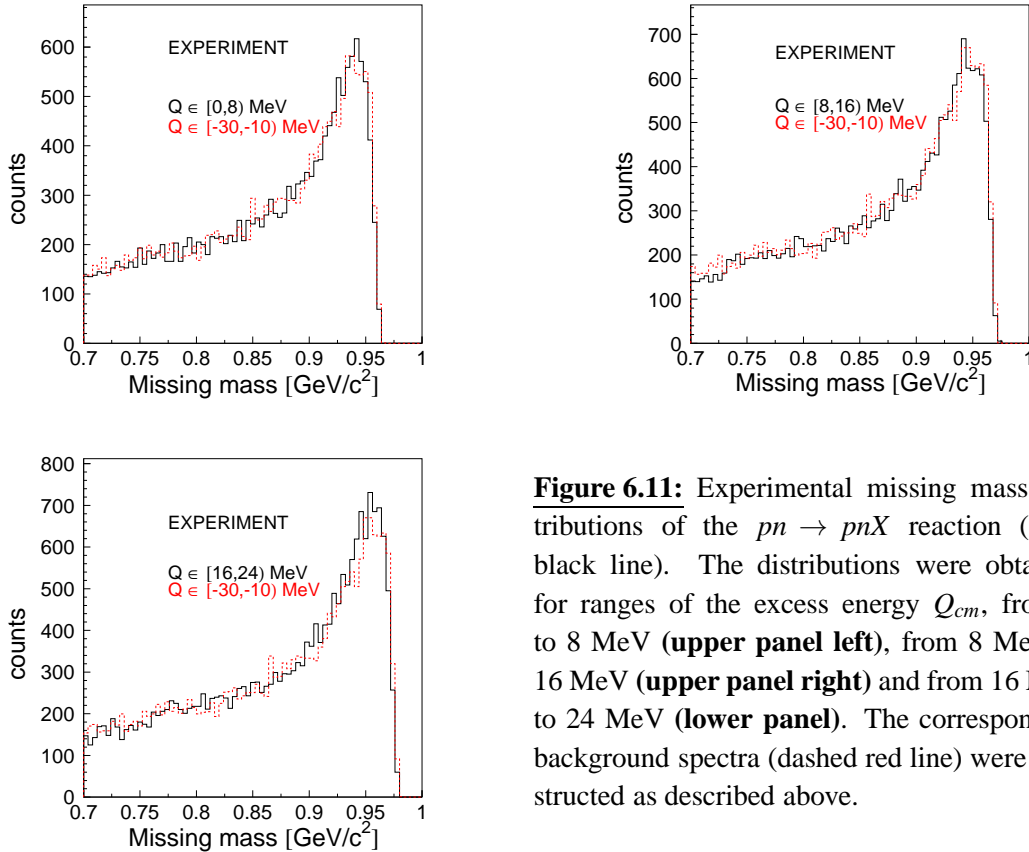 600
500
400
300
200
100
0
counts
EXPERIMENT
Q ∈ [0,8) MeV
Q ∈ [-30,-10) MeV
0.7 0.75 0.8 0.85 0.9 0.95 1
Missing mass [GeV/c²]
700
600
500
400
300
200
100
0
counts
EXPERIMENT
Q ∈ [8,16) MeV
Q ∈ [-30,-10) MeV
0.7 0.75 0.8 0.85 0.9 0.95 1
Missing mass [GeV/c²]
800
700
600
500
400
300
200
100
0
counts
EXPERIMENT
Q ∈ [16,24) MeV
Q ∈ [-30,-10) MeV
0.7 0.75 0.8 0.85 0.9 0.95 1
Missing mass [GeV/c²]
Figure 6.11: Experimental missing mass
tributions of the pn → pnX reaction (
black line). The distributions were obta
for ranges of the excess energy Qcm, fro
to 8 MeV (upper panel left), from 8 Me
16 MeV (upper panel right) and from 16
to 24 MeV (lower panel). The correspon
background spectra (dashed red line) were
structed as described above.